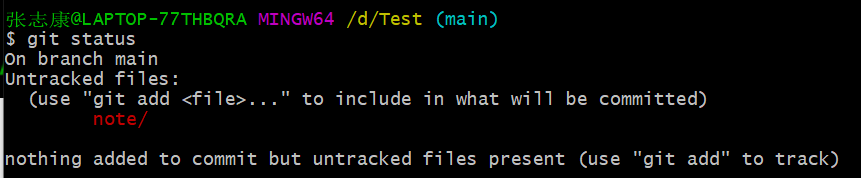 张志康@LAPTOP-77THBQRA MINGW64 /d/Test (main)
$ git status
On branch main
Untracked files:
  (use "git add <file>..." to include in what will be committed)
        note/

nothing added to commit but untracked files present (use "git add" to track)